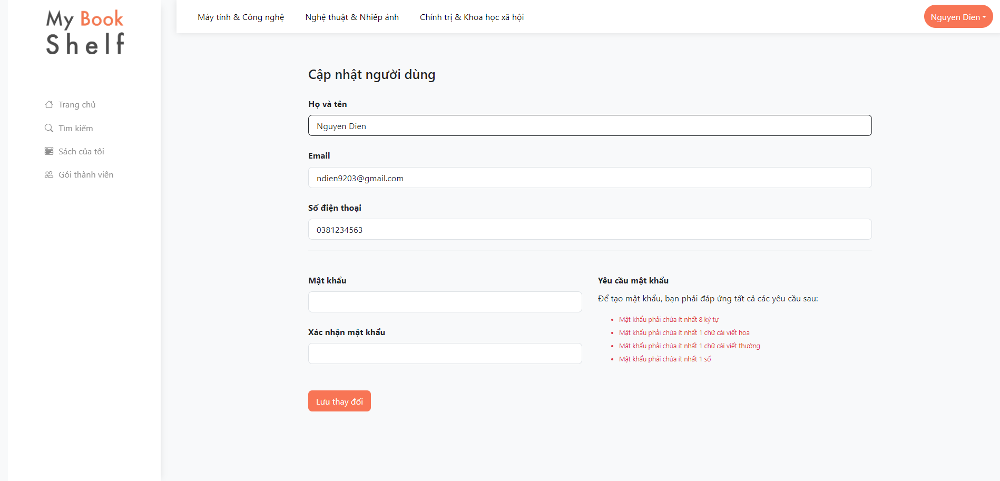 My Book
Shelf
Máy tính & Công nghệ
Nghệ thuật & Nhiếp ảnh
Chính trị & Khoa học xã hội
Nguyen Dien
Trang chủ
Tìm kiếm
Sách của tôi
Gói thành viên
Cập nhật người dùng
Họ và tên
Nguyen Dien
Email
ndien9203@gmail.com
Số điện thoại
0381234563
Mật khẩu
Xác nhận mật khẩu
Yêu cầu mật khẩu
Để tạo mật khẩu, bạn phải đáp ứng tất cả các yêu cầu sau:
Mật khẩu phải chứa ít nhất 8 ký tự
Mật khẩu phải chứa ít nhất 1 chữ cái viết hoa
Mật khẩu phải chứa ít nhất 1 chữ cái viết thường
Mật khẩu phải chứa ít nhất 1 số
Lưu thay đổi